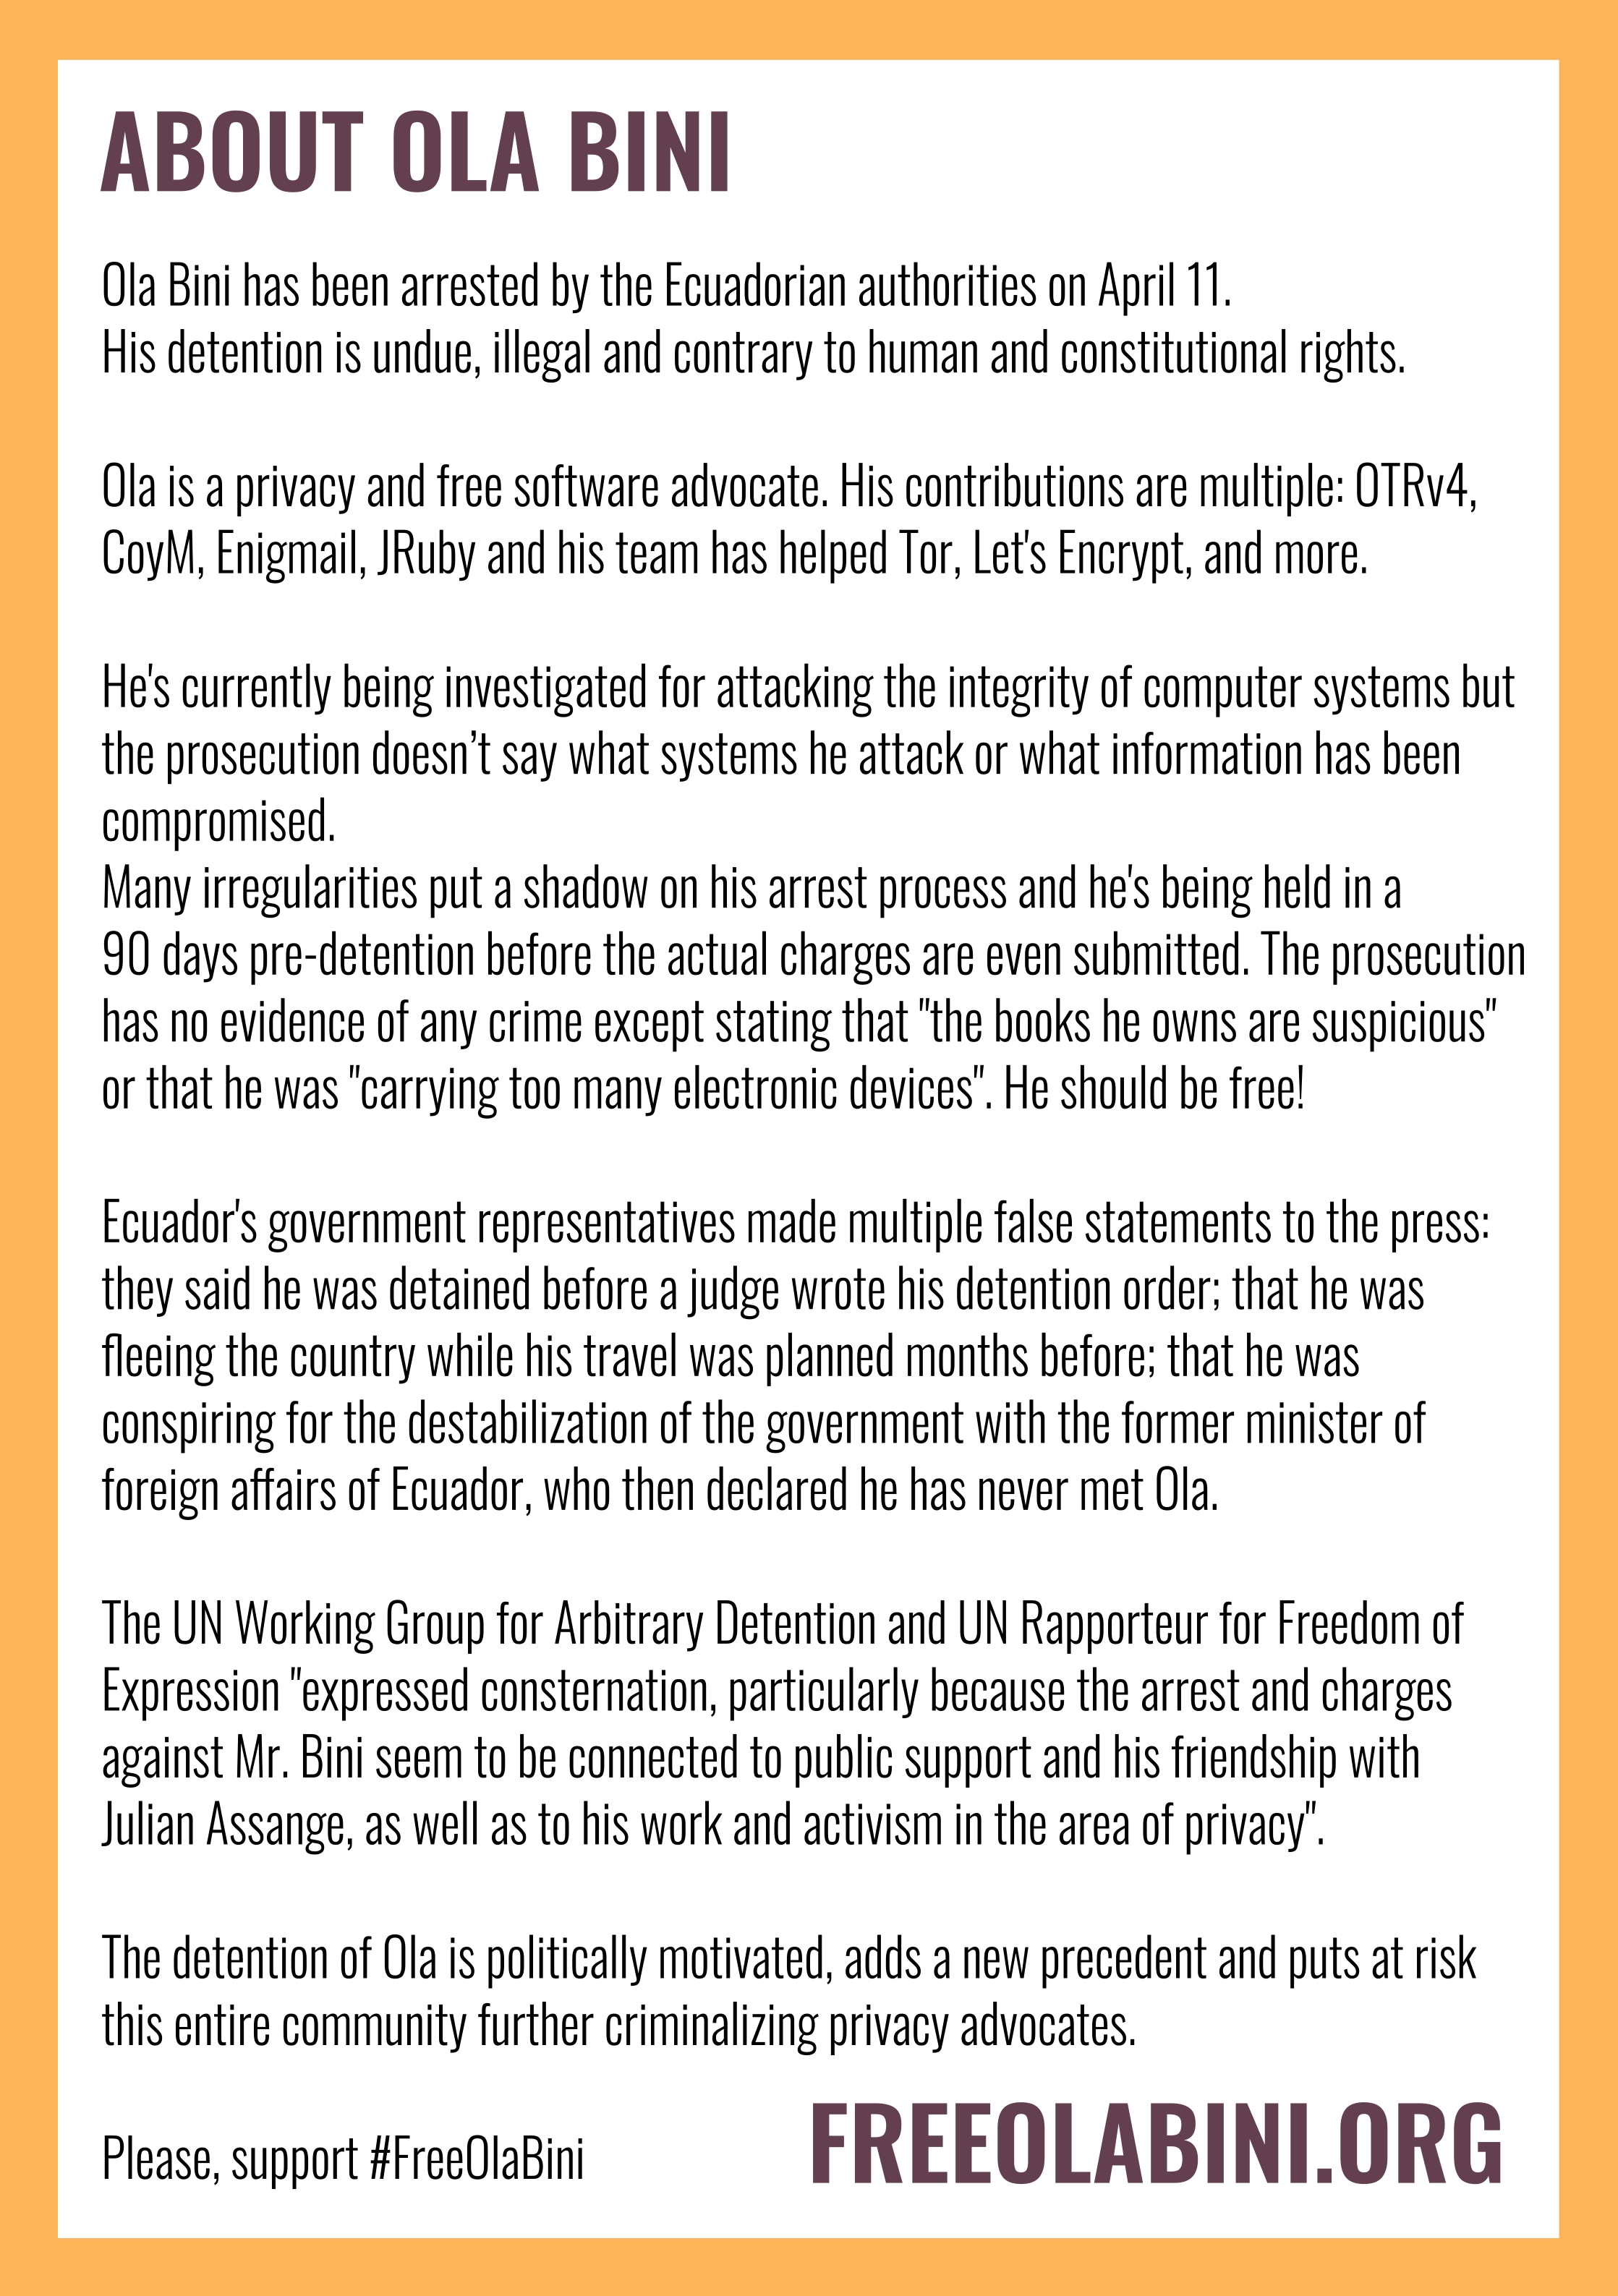 ABOUT OLA BINI
Ola Bini has been arrested by the Ecuadorian authorities on April 11.
His detention is undue, illegal and contrary to human and constitutional rights.
Ola is a privacy and free software advocate. His contributions are multiple: OTRv4,
CoyM, Enigmail, JRuby and his team has helped Tor, Let's Encrypt, and more.
He's currently being investigated for attacking the integrity of computer systems but
the prosecution doesn’t say what systems he attack or what information has been
compromised.
Many irregularities put a shadow on his arrest process and he's being held in a
90 days pre-detention before the actual charges are even submitted. The prosecution
has no evidence of any crime except stating that "the books he owns are suspicious"
or that he was "carrying too many electronic devices". He should be free!
Ecuador's government representatives made multiple false statements to the press:
they said he was detained before a judge wrote his detention order; that he was
fleeing the country while his travel was planned months before; that he was
conspiring for the destabilization of the government with the former minister of
foreign affairs of Ecuador, who then declared he has never met Ola.
The UN Working Group for Arbitrary Detention and UN Rapporteur for Freedom of
Expression "expressed consternation, particularly because the arrest and charges
against Mr. Bini seem to be connected to public support and his friendship with
Julian Assange, as well as to his work and activism in the area of privacy".
The detention of Ola is politically motivated, adds a new precedent and puts at risk
this entire community further criminalizing privacy advocates.
Please, support #FreeOlaBini
FREEOLABINI.ORG